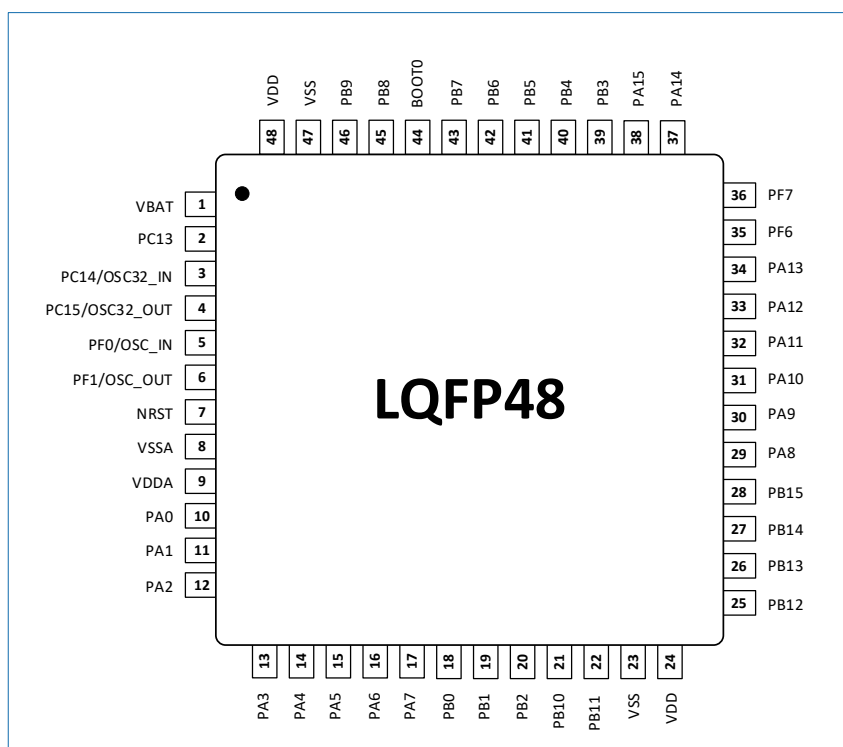 VDD VSS PB9 PB8 BOOT0 PB7 PB6 PB5 PB4 PB3 PA15 PA14
48 47 46 45 44 43 42 41 40 39 38 37
VBAT 1
PC13 2
PC14/OSC32_IN 3
PC15/OSC32_OUT 4
PF0/OSC_IN 5
PF1/OSC_OUT 6
NRST 7
VSSA 8
VDDA 9
PA0 10
PA1 11
PA2 12
LQFP48
36 PF7
35 PF6
34 PA13
33 PA12
32 PA11
31 PA10
30 PA9
29 PA8
28 PB15
27 PB14
26 PB13
25 PB12
13 14 15 16 17 18 19 20 21 22 23 24
PA3 PA4 PA5 PA6 PA7 PB0 PB1 PB2 PB10 PB11 VSS VDD